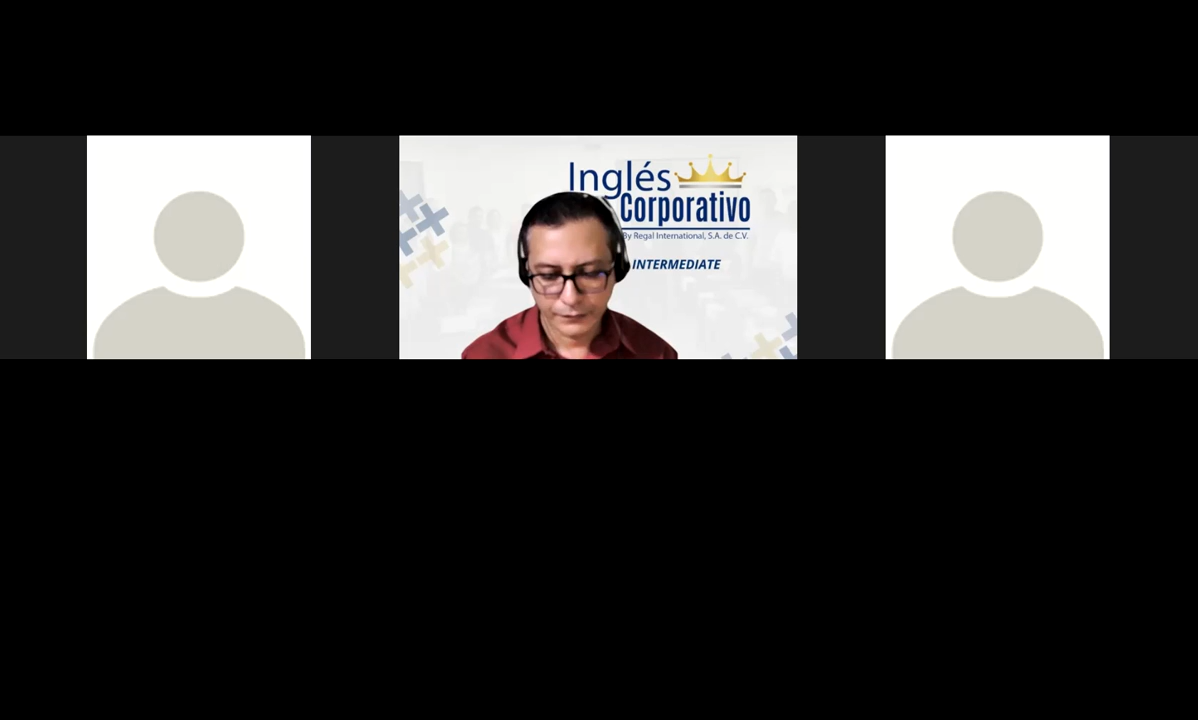 Inglés
Corporativo
By Regal International, S.A. de C.V.
INTERMEDIATE